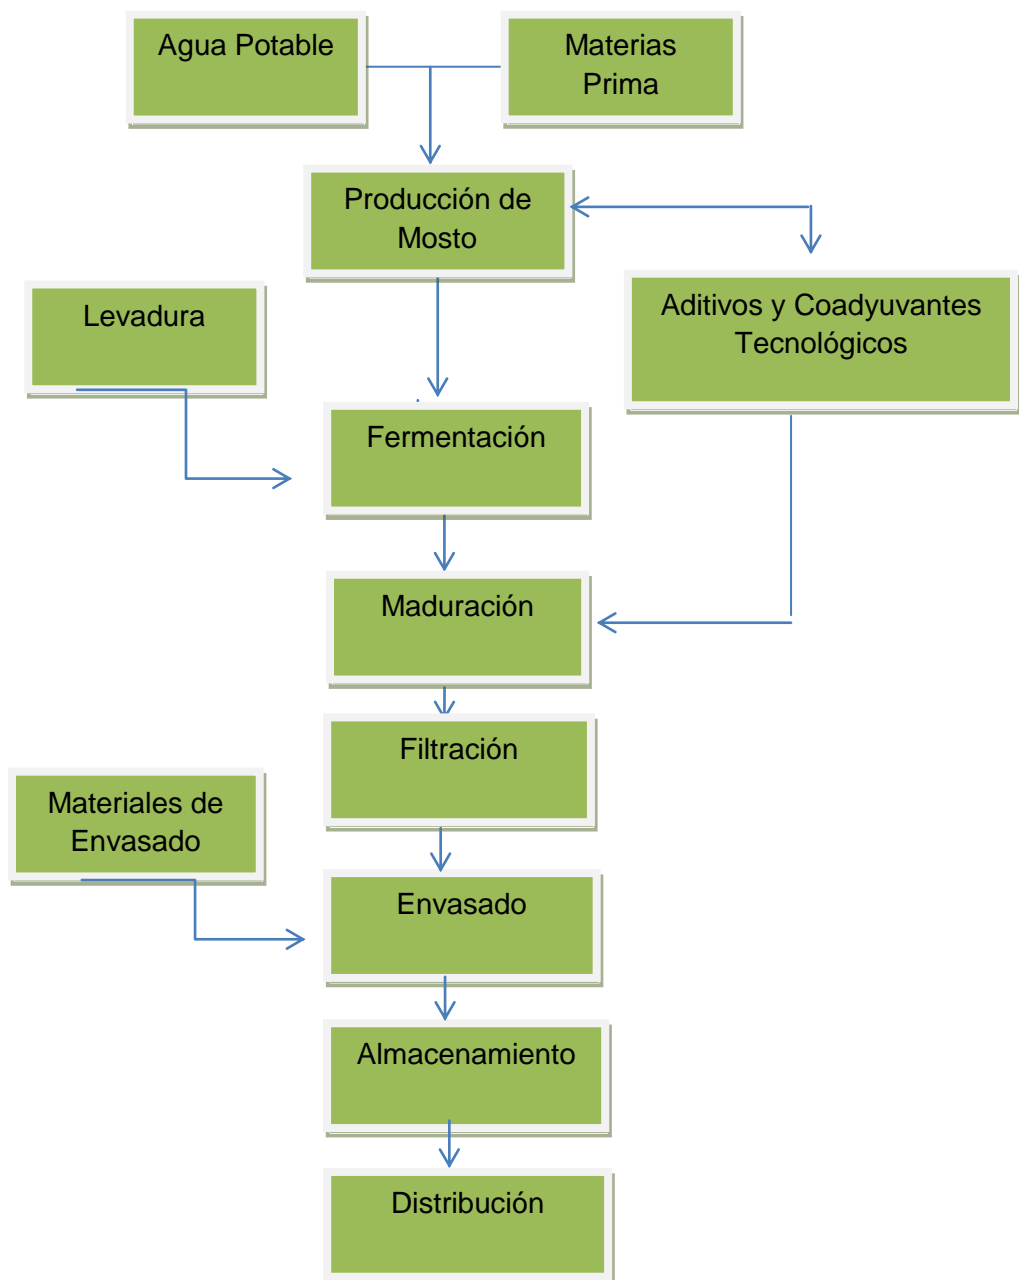 Agua Potable
Materias
Prima
Producción de
Mosto
Levadura
Aditivos y Coadyuvantes
Tecnológicos
Fermentación
Maduración
Filtración
Materiales de
Envasado
Envasado
Almacenamiento
Distribución